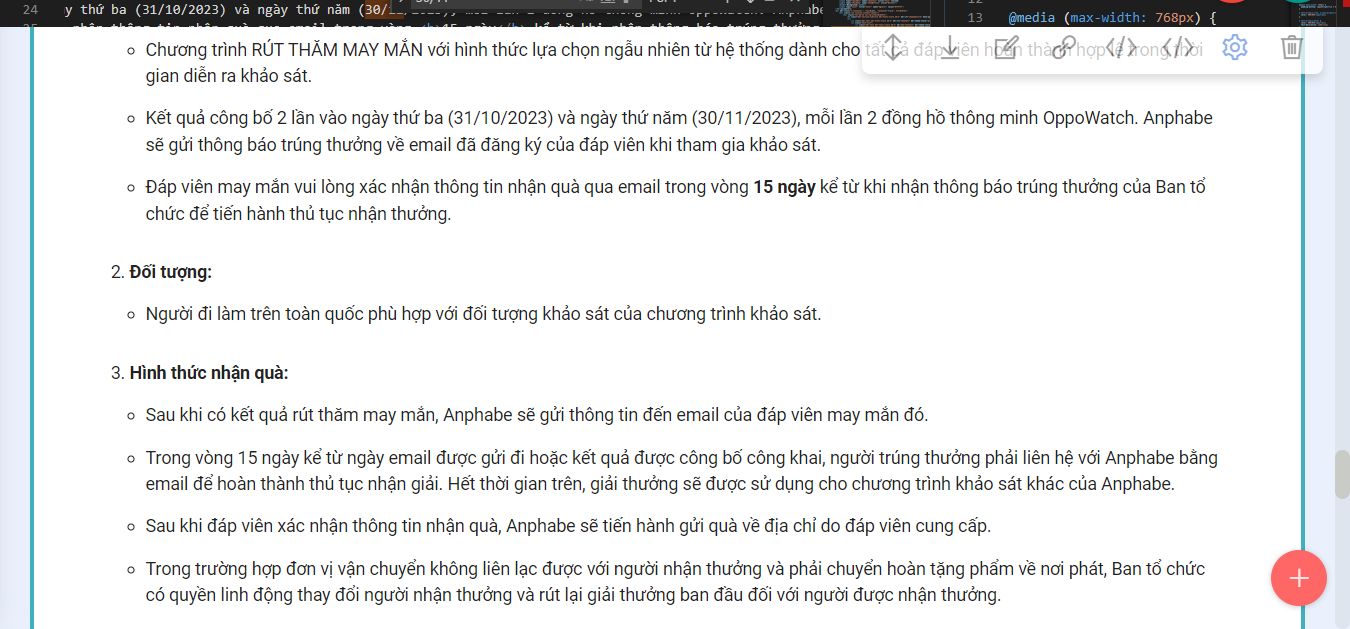 24 ày thứ ba (31/10/2023) và ngày thứ năm (30/
13 @media (max-width: 768px) {
Chương trình RÚT THĂM MAY MẮN với hình thức lựa chọn ngẫu nhiên từ hệ thống dành cho tất cả đáp viên hoàn thành hợp lệ trong thời
gian diễn ra khảo sát.
Kết quả công bố 2 lần vào ngày thứ ba (31/10/2023) và ngày thứ năm (30/11/2023), mỗi lần 2 đồng hồ thông minh OppoWatch. Anphabe
sẽ gửi thông báo trúng thưởng về email đã đăng ký của đáp viên khi tham gia khảo sát.
Đáp viên may mắn vui lòng xác nhận thông tin nhận quà qua email trong vòng 15 ngày kể từ khi nhận thông báo trúng thưởng của Ban tổ
chức để tiến hành thủ tục nhận thưởng.
2. Đối tượng:
Người đi làm trên toàn quốc phù hợp với đối tượng khảo sát của chương trình khảo sát.
3. Hình thức nhận quà:
Sau khi có kết quả rút thăm may mắn, Anphabe sẽ gửi thông tin đến email của đáp viên may mắn đó.
Trong vòng 15 ngày kể từ ngày email được gửi đi hoặc kết quả được công bố công khai, người trúng thưởng phải liên hệ với Anphabe bằng
email để hoàn thành thủ tục nhận giải. Hết thời gian trên, giải thưởng sẽ được sử dụng cho chương trình khảo sát khác của Anphabe.
Sau khi đáp viên xác nhận thông tin nhận quà, Anphabe sẽ tiến hành gửi quà về địa chỉ do đáp viên cung cấp.
Trong trường hợp đơn vị vận chuyển không liên lạc được với người nhận thưởng và phải chuyển hoàn tặng phẩm về nơi phát, Ban tổ chức
có quyền linh động thay đổi người nhận thưởng và rút lại giải thưởng ban đầu đối với người được nhận thưởng.